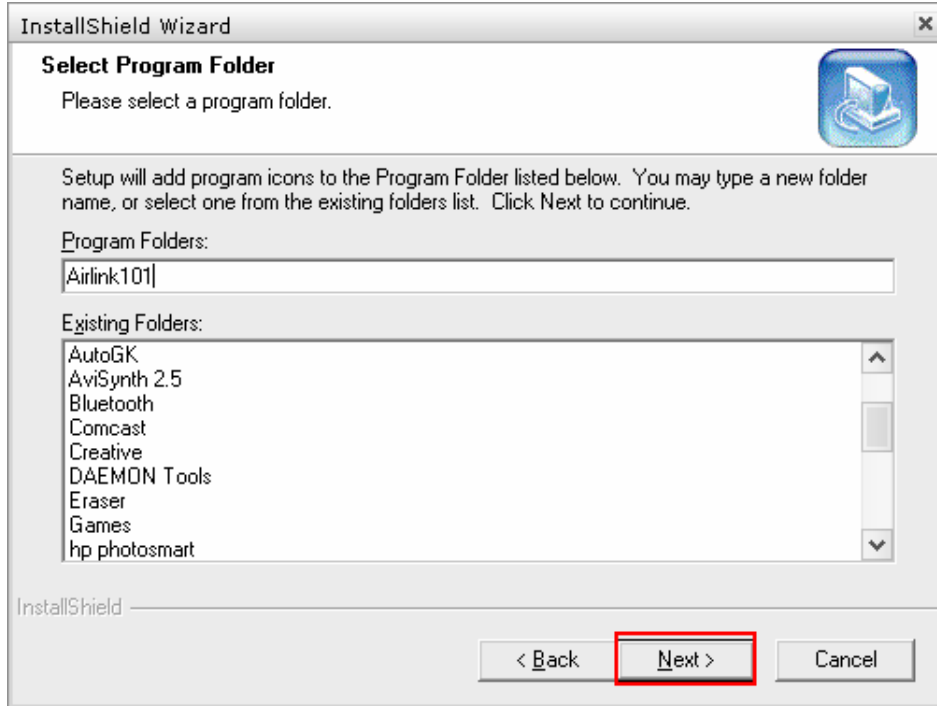 InstallShield Wizard
Select Program Folder
Please select a program folder.
Setup will add program icons to the Program Folder listed below. You may type a new folder
name, or select one from the existing folders list. Click Next to continue.
Program Folders:
Airlink101
Existing Folders:
AutoGK
AviSynth 2.5
Bluetooth
Comcast
Creative
DAEMON Tools
Eraser
Games
hp photosmart
InstallShield
< Back Next > Cancel